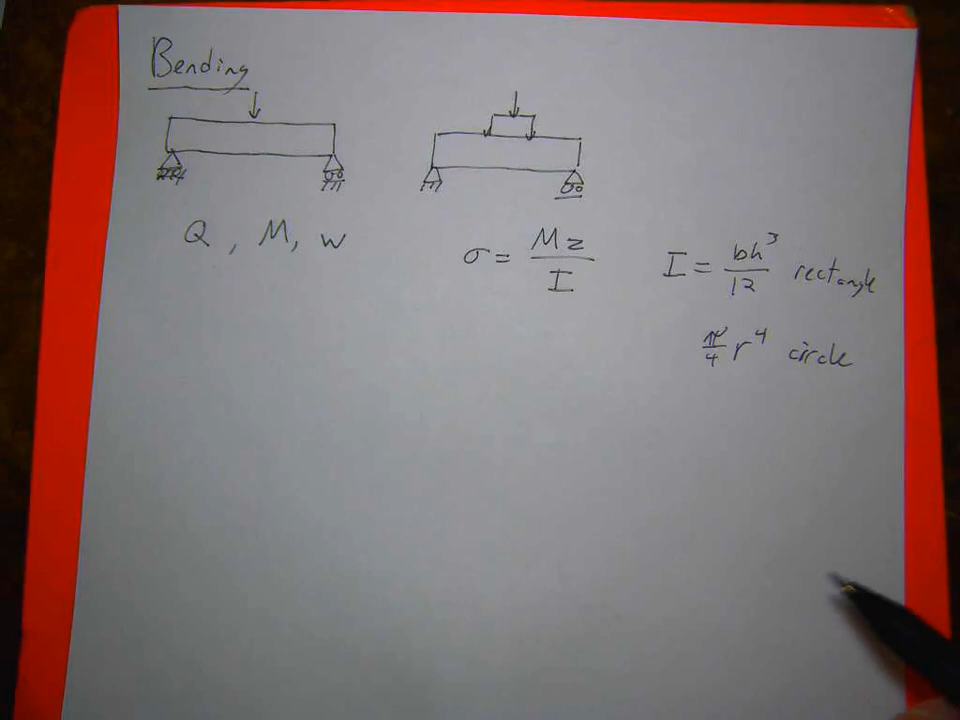 Bending
Q , M, w
σ = Mz / I
I = bh³ / 12 rectangle
π/4 r⁴ circle